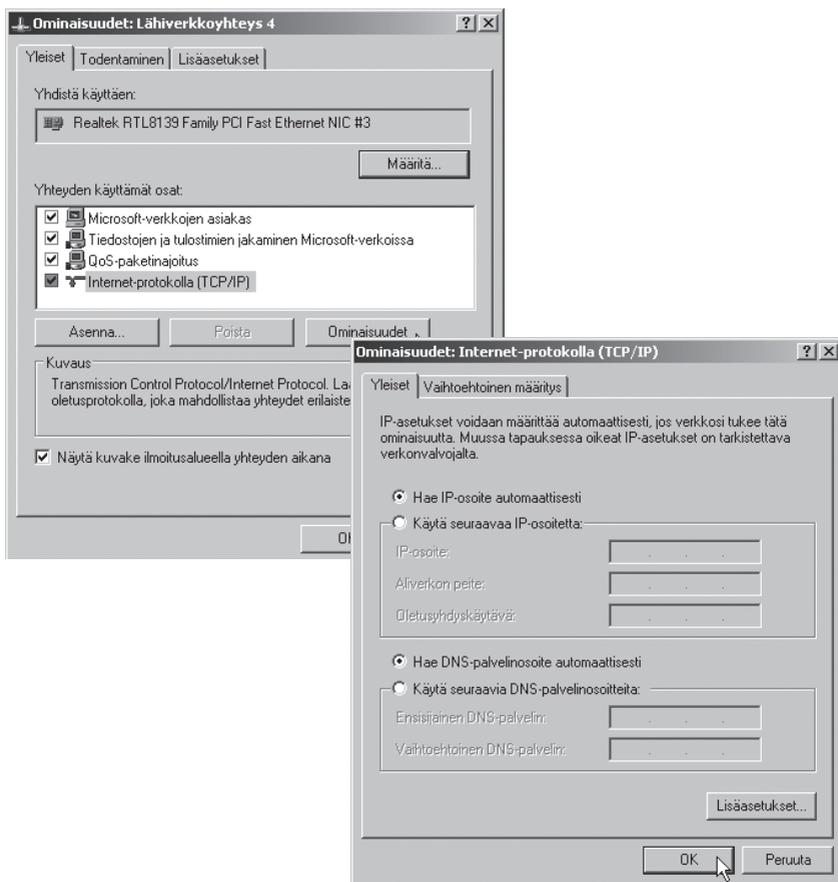 Ominaisuudet: Lähiverkkoyhteys 4
Yleiset
Todentaminen
Lisäasetukset
Yhdistä käyttäen:
Realtek RTL8139 Family PCI Fast Ethernet NIC #3
Määritä...
Yhteyden käyttämät osat:
Microsoft-verkkojen asiakas
Tiedostojen ja tulostimien jakaminen Microsoft-verkoissa
QoS-paketinajoitus
Internet-protokolla (TCP/IP)
Asenna...
Poista
Ominaisuudet
Kuvaus
Transmission Control Protocol/Internet Protocol. Laa
oletusprotokolla, joka mahdollistaa yhteydet erilaiste
Näytä kuvake ilmoitusalueella yhteyden aikana
Ominaisuudet: Internet-protokolla (TCP/IP)
Yleiset
Vaihtoehtoinen määritys
IP-asetukset voidaan määrittää automaattisesti, jos verkkosi tukee tätä
ominaisuutta. Muussa tapauksessa oikeat IP-asetukset on tarkistettava
verkonvalvojalta.
Hae IP-osoite automaattisesti
Käytä seuraavaa IP-osoitetta:
IP-osoite:
Aliverkon peite:
Oletusyhdyskäytävä:
Hae DNS-palvelinosoite automaattisesti
Käytä seuraavia DNS-palvelinosoitteita:
Ensisijainen DNS-palvelin:
Vaihtoehtoinen DNS-palvelin:
Lisäasetukset...
OK
Peruuta